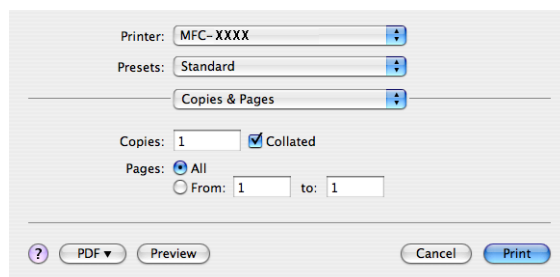 Printer: MFC-XXXX
Presets: Standard
Copies & Pages
Copies: 1 Collated
Pages: All
From: 1 to: 1
? PDF▼ Preview Cancel Print